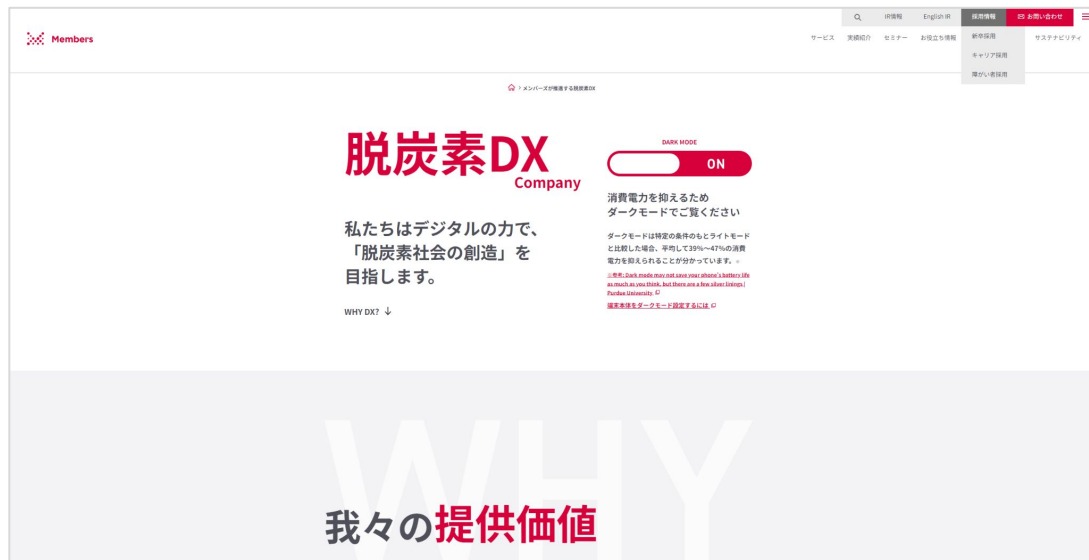 IR情報 English IR 採用情報 お問い合わせ
Members
サービス 実績紹介 セミナー お役立ち情報 サステナビリティ
新卒採用
キャリア採用
障がい者採用
メンバーズが推進する脱炭素DX
脱炭素DX
Company
私たちはデジタルの力で、
「脱炭素社会の創造」を
目指します。
WHY DX? ↓
DARK MODE
ON
消費電力を抑えるため
ダークモードでご覧ください
ダークモードは特定の条件のもとライトモード
と比較した場合、平均して39%〜47%の消費
電力を抑えられることが分かっています。※
※参考: Dark mode may not save your phone's battery life
as much as you think, but there are a few silver linings |
Purdue University
端末本体をダークモード設定するには
WHY
我々の提供価値